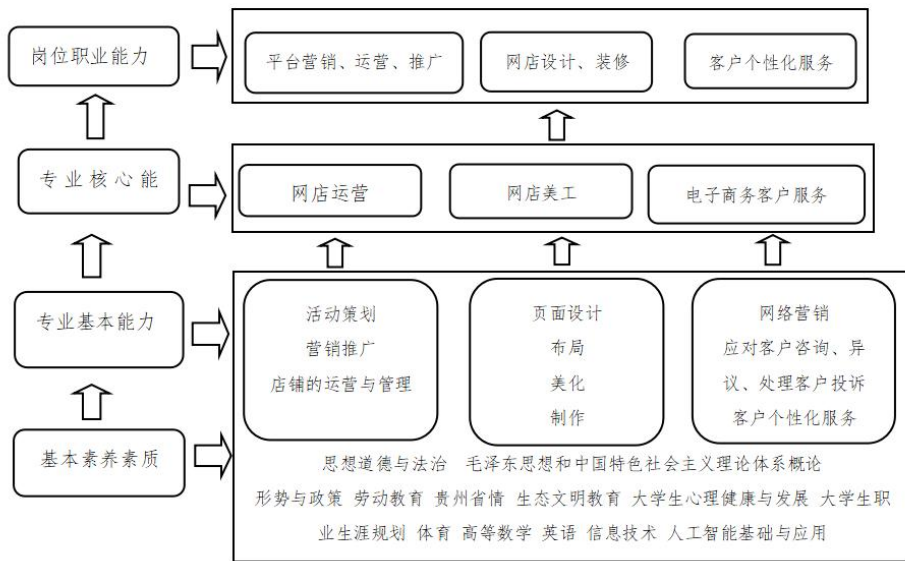 岗位职业能力
平台营销、运营、推广
网店设计、装修
客户个性化服务
专业核心能
网店运营
网店美工
电子商务客户服务
专业基本能力
活动策划
营销推广
店铺的运营与管理
页面设计
布局
美化
制作
网络营销
应对客户咨询、异
议、处理客户投诉
客户个性化服务
基本素养素质
思想道德与法治 毛泽东思想和中国特色社会主义理论体系概论
形势与政策 劳动教育 贵州省情 生态文明教育 大学生心理健康与发展 大学生职
业生涯规划 体育 高等数学 英语 信息技术 人工智能基础与应用